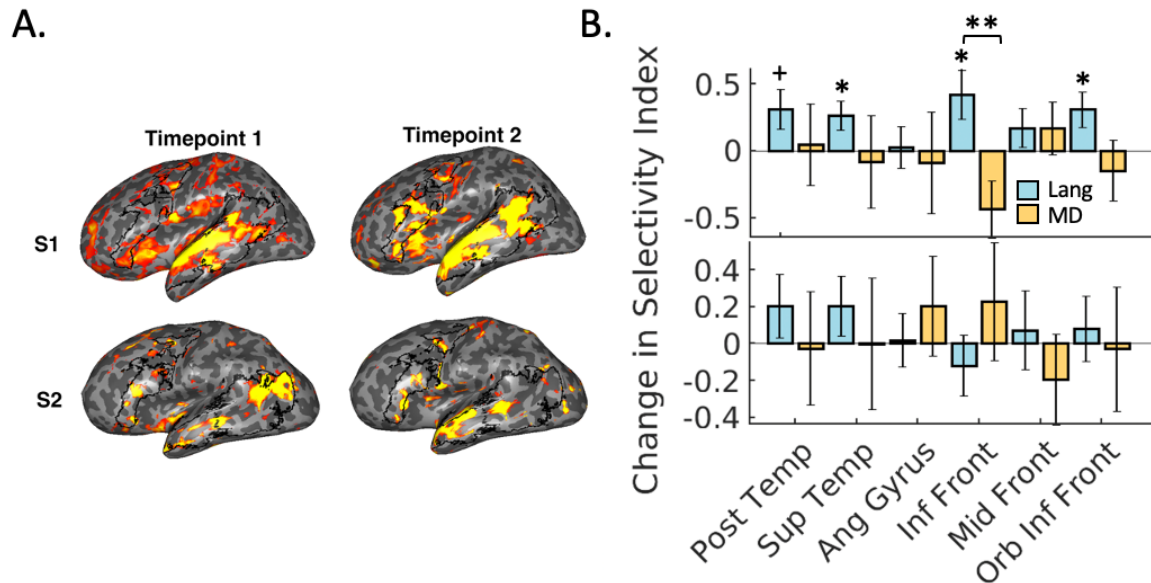 A.
Timepoint 1
Timepoint 2
S1
S2
B.
Change in Selectivity Index
0.5
0
-0.5
+
*
*
**
*
Lang
MD
0.4
0.2
0
-0.2
-0.4
Post Temp
Sup Temp
Ang Gyrus
Inf Front
Mid Front
Orb Inf Front